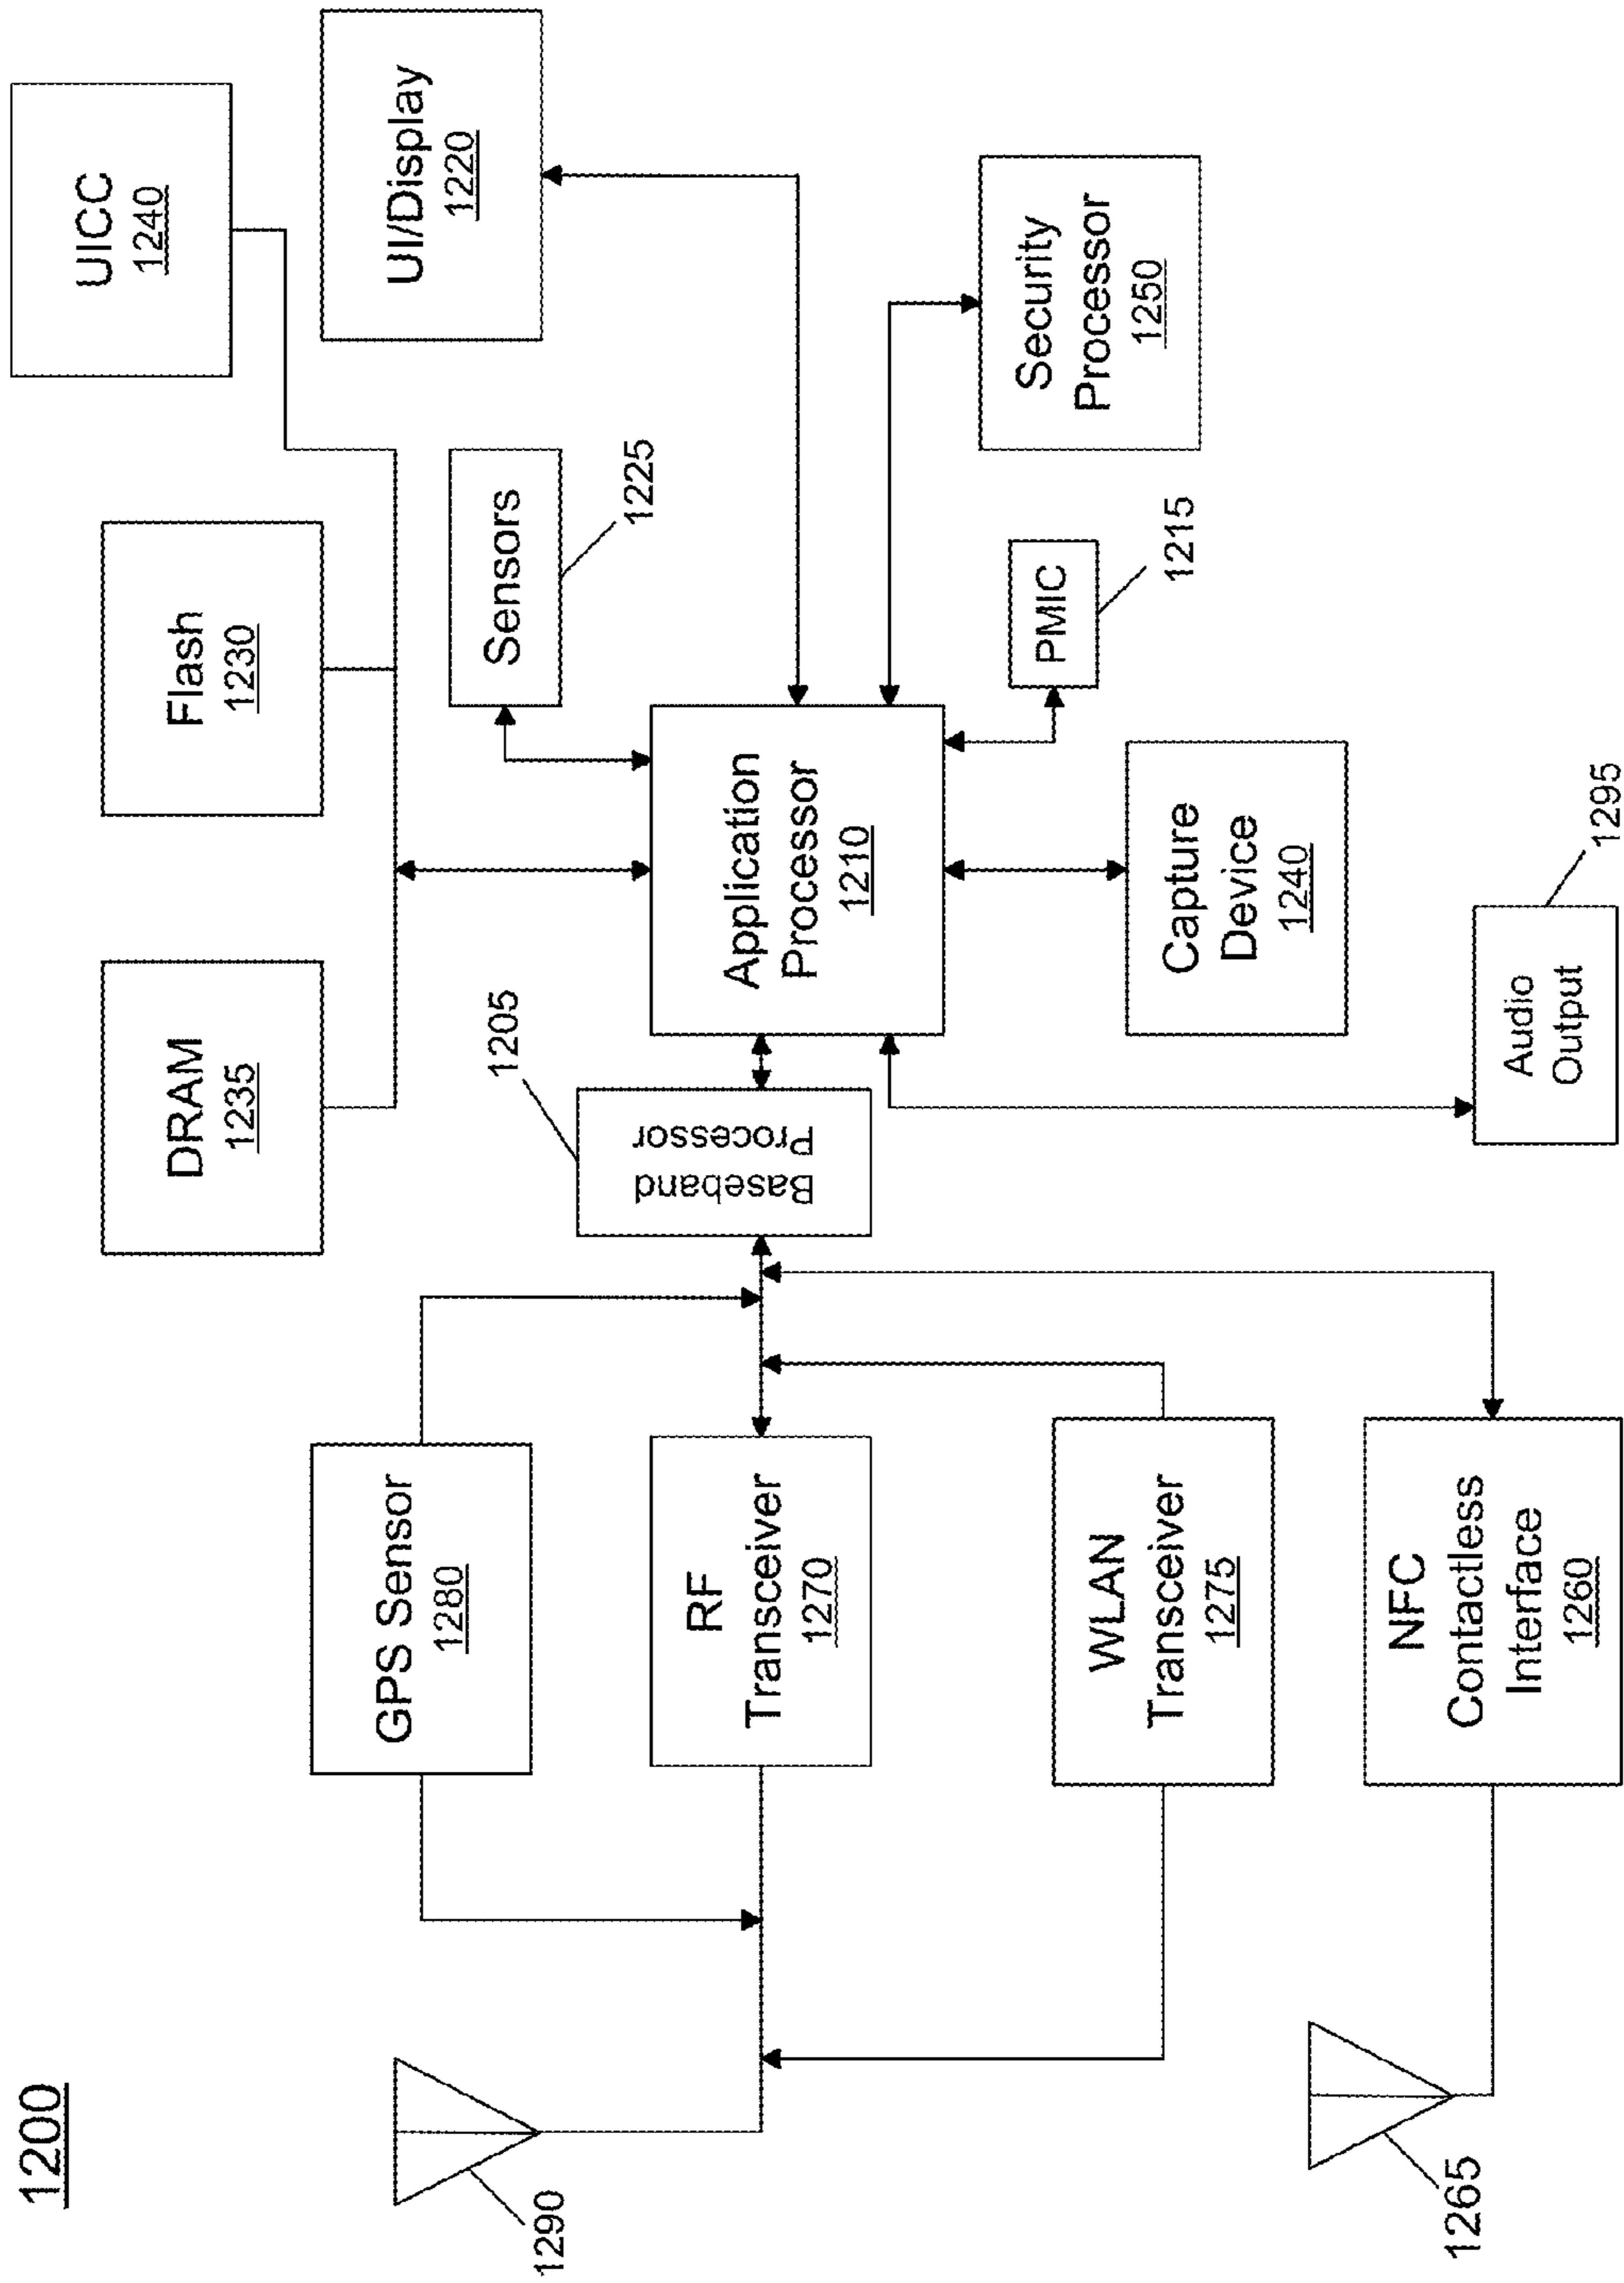 1200
UICC
1240
Flash
1230
DRAM
1235
UI/Display
1220
Sensors
1225
GPS Sensor
1280
1290
1205
Baseband
Processor
Application
Processor
1210
RF
Transceiver
1270
Security
Processor
1250
PMIC
1215
Capture
Device
1240
WLAN
Transceiver
1275
Audio
Output
1295
NFC
Contactless
Interface
1260
1265